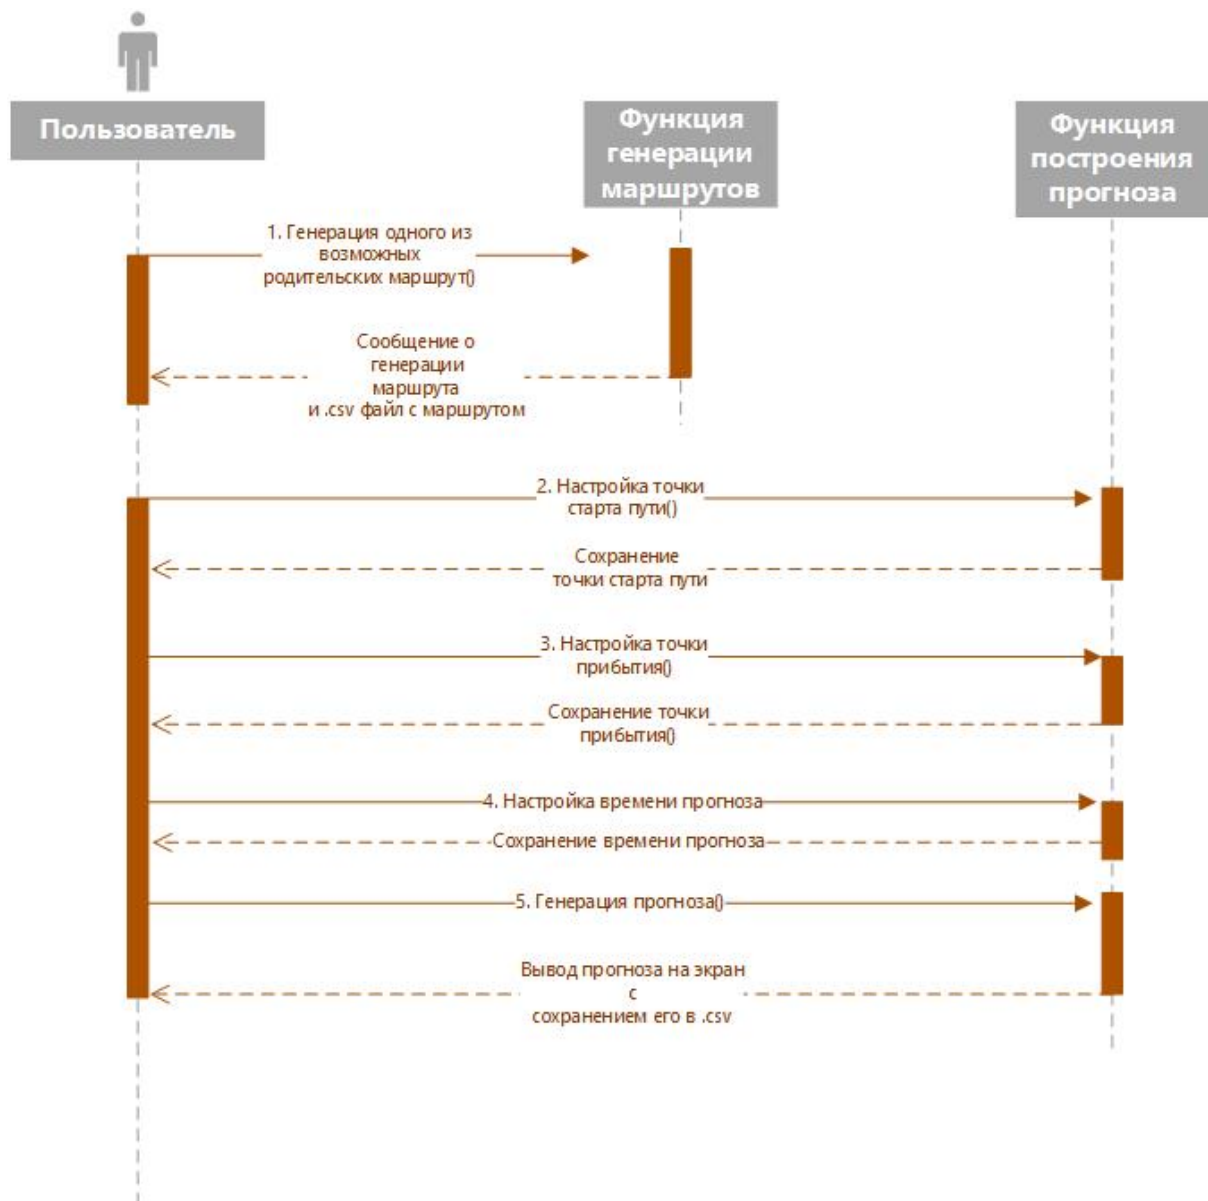 Пользователь
Функция
генерации
маршрутов
Функция
построения
прогноза
1. Генерация одного из
возможных
родительских маршрут()
Сообщение о
генерации
маршрута
и .csv файл с маршрутом
2. Настройка точки
старта пути()
Сохранение
точки старта пути
3. Настройка точки
прибытия()
Сохранение точки
прибытия()
4. Настройка времени прогноза
Сохранение времени прогноза
5. Генерация прогноза()
Вывод прогноза на экран
с
сохранением его в .csv